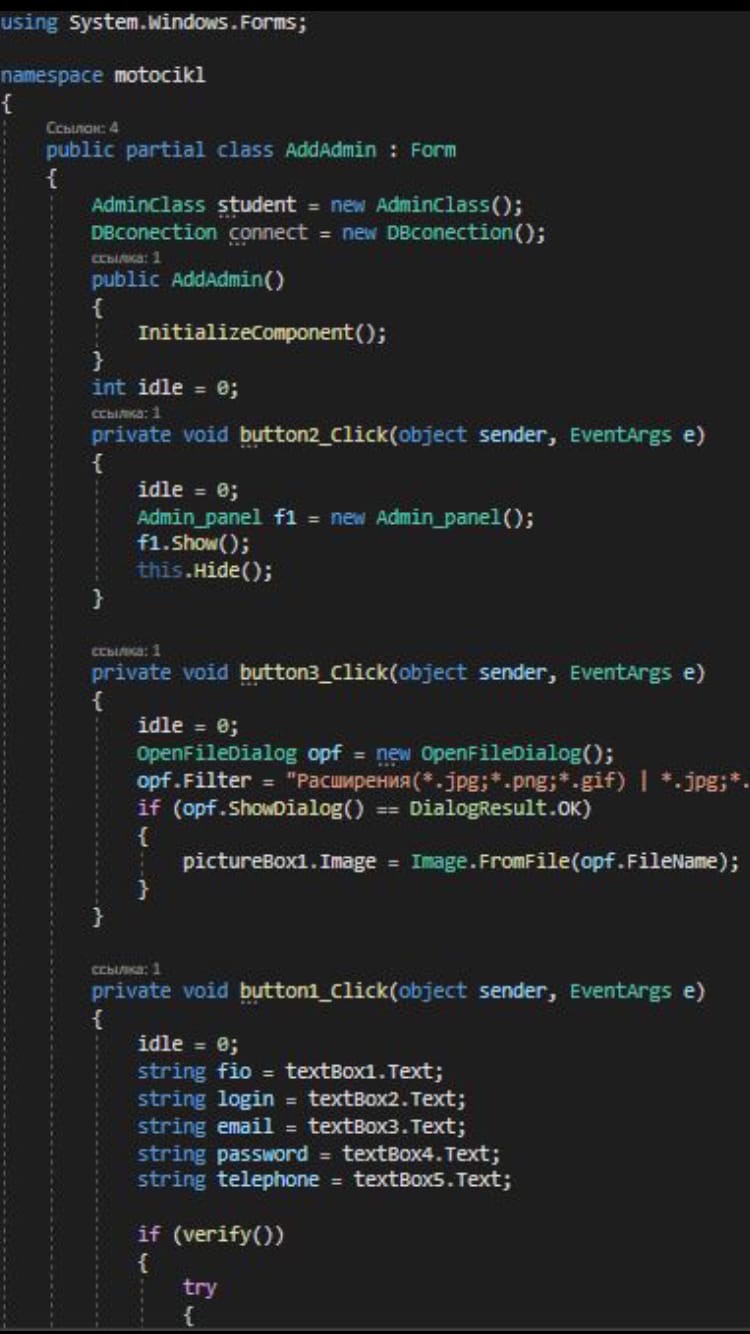 using System.Windows.Forms;
namespace motocikl
{
Ссылок: 4
public partial class AddAdmin : Form
{
AdminClass student = new AdminClass();
DBconection connect = new DBconection();
ссылка: 1
public AddAdmin()
{
InitializeComponent();
}
int idle = 0;
ссылка: 1
private void button2_Click(object sender, EventArgs e)
{
idle = 0;
Admin_panel f1 = new Admin_panel();
f1.Show();
this.Hide();
}
ссылка: 1
private void button3_Click(object sender, EventArgs e)
{
idle = 0;
OpenFileDialog opf = new OpenFileDialog();
opf.Filter = "Расширения(*.jpg;*.png;*.gif) | *.jpg;*.
if (opf.ShowDialog() == DialogResult.OK)
{
pictureBox1.Image = Image.FromFile(opf.FileName);
}
}
ссылка: 1
private void button1_Click(object sender, EventArgs e)
{
idle = 0;
string fio = textBox1.Text;
string login = textBox2.Text;
string email = textBox3.Text;
string password = textBox4.Text;
string telephone = textBox5.Text;
if (verify())
{
try
{